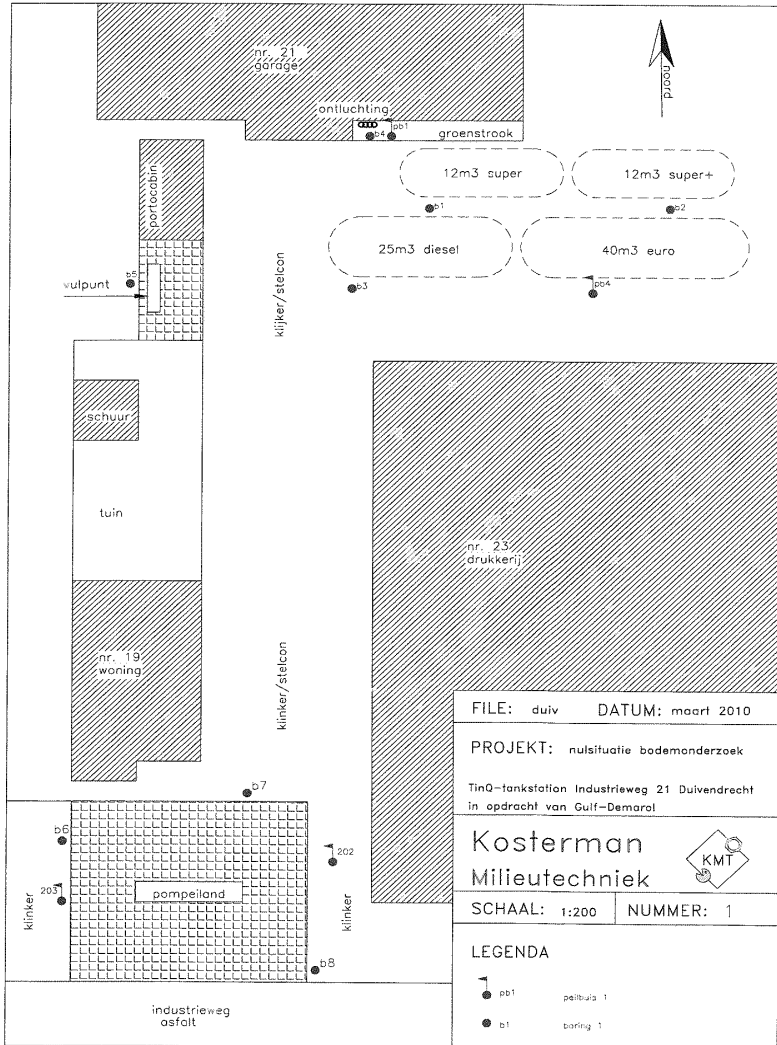 nr. 21
garage
noord
ontluchting
b4
pb1
groenstrook
12m3 super
12m3 super+
portocabin
b1
b2
25m3 diesel
40m3 euro
b5
vulpunt
b3
pb4
klijker/stelcon
schuur
tuin
nr. 23
drukkerij
nr. 19
woning
klinker/stelcon
b7
b6
202
203
pompeiland
klinker
klinker
b8
industrieweg
asfalt
FILE: duiv DATUM: maart 2010
PROJEKT: nulsituatie bodemonderzoek
TinQ-tankstation Industrieweg 21 Duivendrecht
in opdracht van Gulf-Demarol
Kosterman
Milieutechniek
KMT
SCHAAL: 1:200
NUMMER: 1
LEGENDA
pb1 peilbuis 1
b1 boring 1